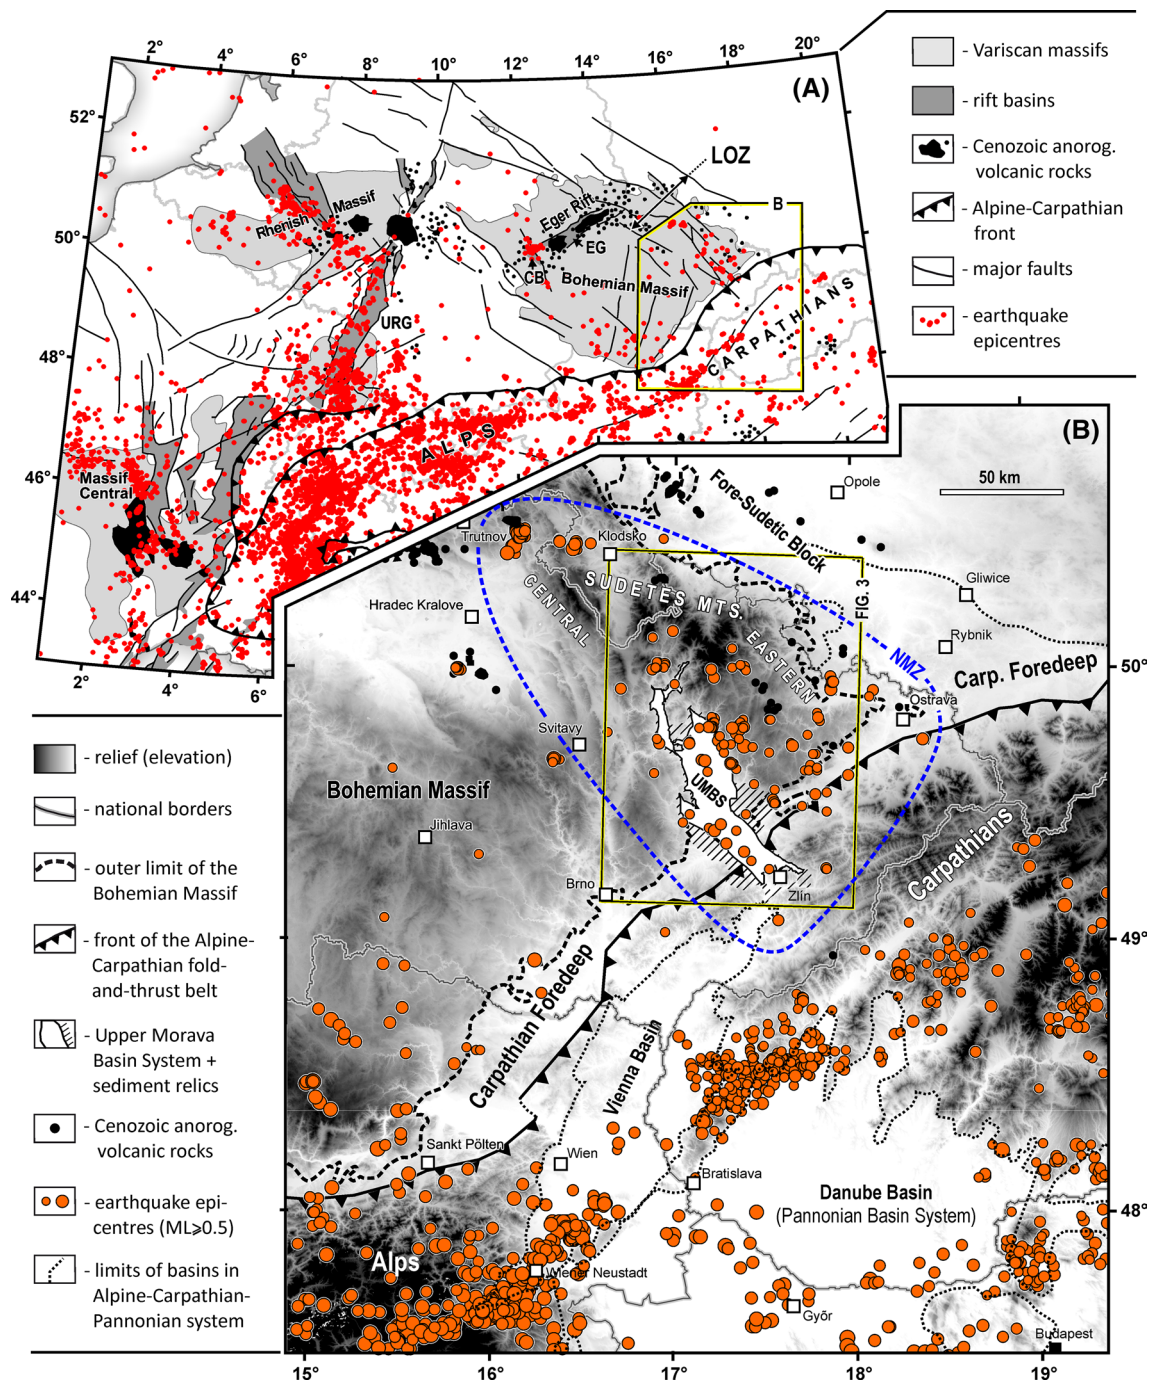 2°
4°
6°
8°
10°
12°
14°
16°
18°
20°
(A)
52°
50°
48°
46°
44°
2°
4°
6°
LOZ
B
Rhenish
Massif
Eger Rift
EG
CB
Bohemian Massif
URG
CARPATHIANS
ALPS
Massif
Central
- Variscan massifs
- rift basins
- Cenozoic anorog.
volcanic rocks
- Alpine-Carpathian
front
- major faults
- earthquake
epicentres
(B)
50 km
Opole
Fore-Sudetic Block
Trutnov
Klodsko
SUDETES MTS.
CENTRAL
EASTERN
FIG. 3
Gliwice
Hradec Kralove
Rybnik
NMZ
Carp. Foredeep
50°
Ostrava
Svitavy
UMBS
Bohemian Massif
Jihlava
Carpathians
Brno
Zlin
49°
Carpathian Foredeep
Vienna Basin
Sankt Pölten
Wien
Bratislava
Danube Basin
(Pannonian Basin System)
48°
Alps
Wiener Neustadt
Győr
Budapest
15°
16°
17°
18°
19°
- relief (elevation)
- national borders
- outer limit of the
Bohemian Massif
- front of the Alpine-
Carpathian fold-
and-thrust belt
- Upper Morava
Basin System +
sediment relics
- Cenozoic anorog.
volcanic rocks
- earthquake epi-
centres (ML⩾0.5)
- limits of basins in
Alpine-Carpathian-
Pannonian system